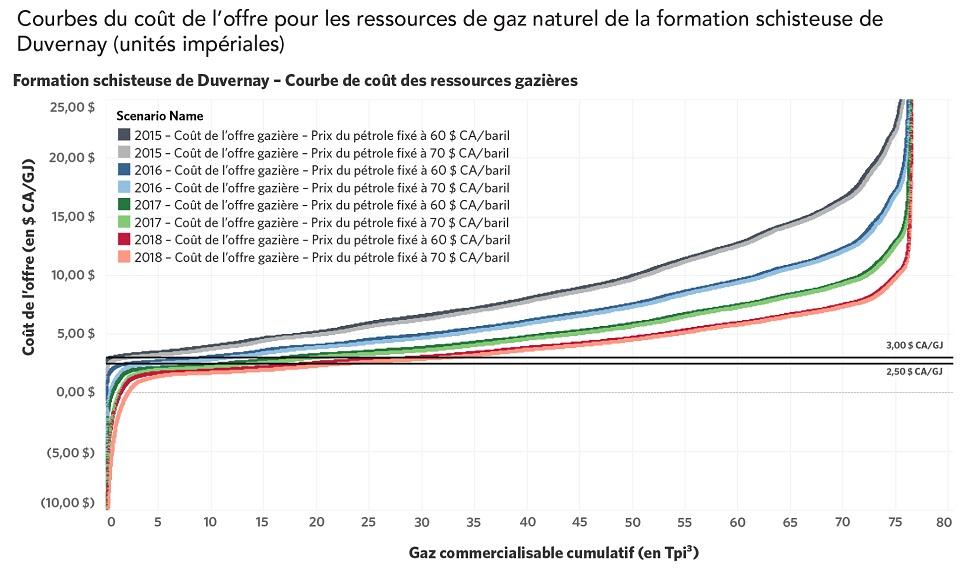 Courbes du coût de l'offre pour les ressources de gaz naturel de la formation schisteuse de
Duvernay (unités impériales)
Formation schisteuse de Duvernay – Courbe de coût des ressources gazières
Coût de l'offre (en $ CA/GJ)
25,00 $
20,00 $
15,00 $
10,00 $
5,00 $
0,00 $
(5,00 $)
(10,00 $)
Scenario Name
2015 – Coût de l'offre gazière – Prix du pétrole fixé à 60 $ CA/baril
2015 – Coût de l'offre gazière – Prix du pétrole fixé à 70 $ CA/baril
2016 – Coût de l'offre gazière – Prix du pétrole fixé à 60 $ CA/baril
2016 – Coût de l'offre gazière – Prix du pétrole fixé à 70 $ CA/baril
2017 – Coût de l'offre gazière – Prix du pétrole fixé à 60 $ CA/baril
2017 – Coût de l'offre gazière – Prix du pétrole fixé à 70 $ CA/baril
2018 – Coût de l'offre gazière – Prix du pétrole fixé à 60 $ CA/baril
2018 – Coût de l'offre gazière – Prix du pétrole fixé à 70 $ CA/baril
3,00 $ CA/GJ
2,50 $ CA/GJ
0 5 10 15 20 25 30 35 40 45 50 55 60 65 70 75 80
Gaz commercialisable cumulatif (en Tpi³)